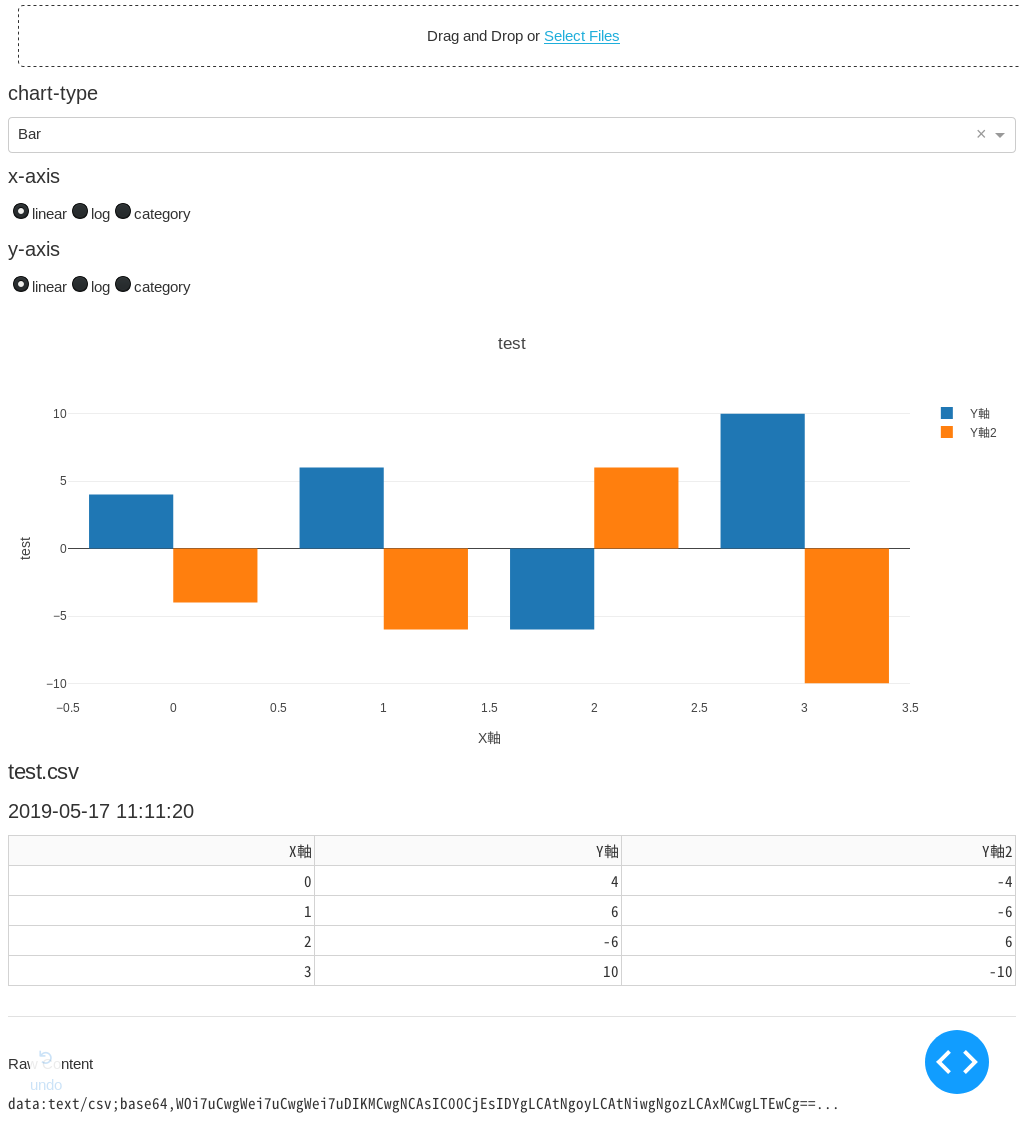 Drag and Drop or Select Files
chart-type
Bar ×
x-axis
linear log category
y-axis
linear log category
test
10
5
0
−5
−10
test
−0.5 0 0.5 1 1.5 2 2.5 3 3.5
X軸
Y軸
Y軸2
test.csv
2019-05-17 11:11:20
X軸 Y軸 Y軸2
0 4 -4
1 6 -6
2 -6 6
3 10 -10
Raw Content
undo
data:text/csv;base64,WOi7uCwgWei7uCwgWei7uDIKMCwgNCAsIC00CjEsIDYgLCAtNgoyLCAtNiwgNgozLCAxMCwgLTEwCg==...